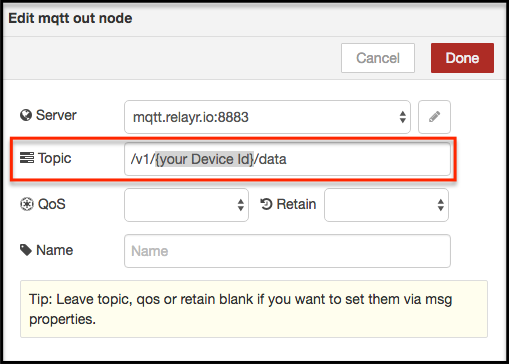 Edit mqtt out node
Cancel Done
Server mqtt.relayr.io:8883
Topic /v1/{your Device Id}/data
QoS Retain
Name Name
Tip: Leave topic, qos or retain blank if you want to set them via msg
properties.